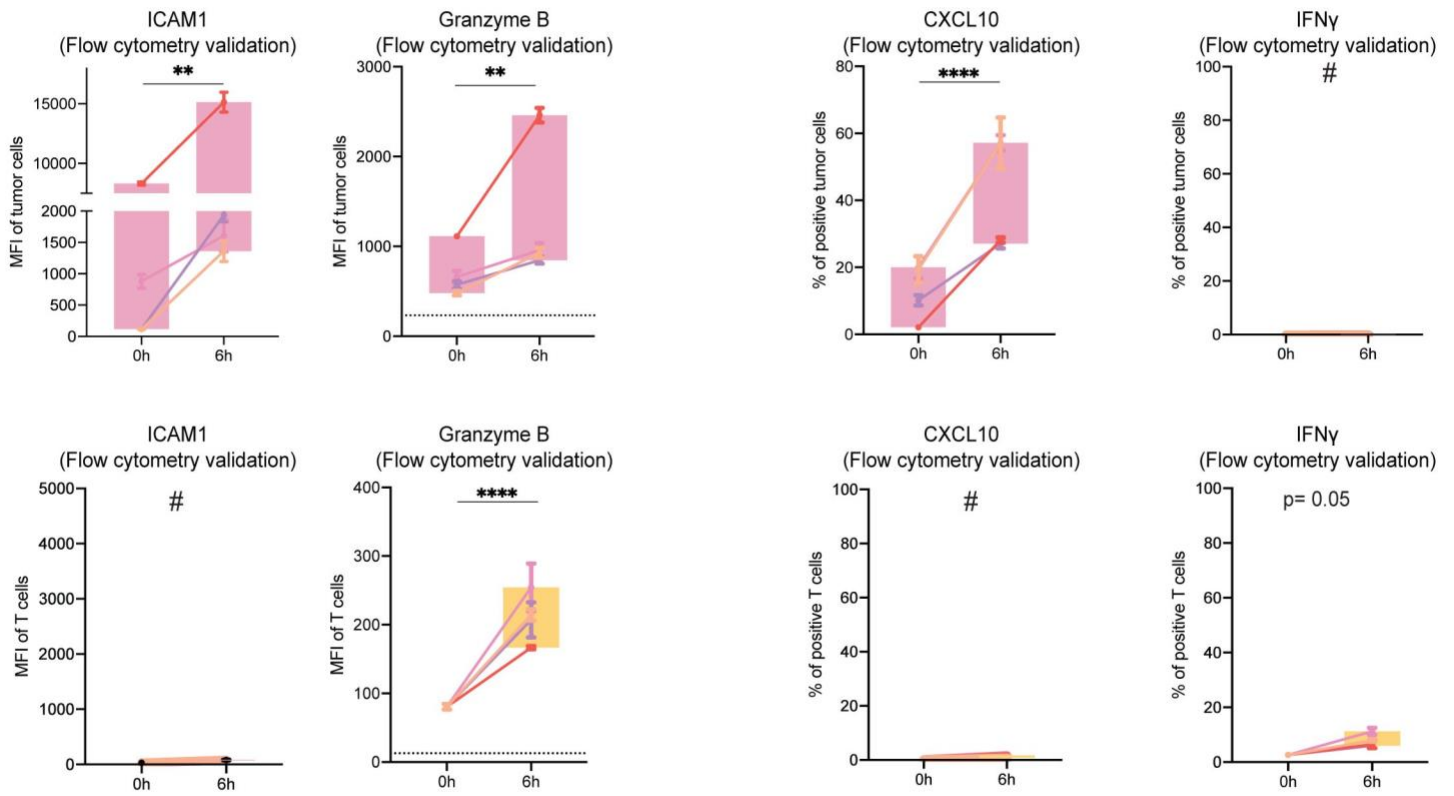 ICAM1
(Flow cytometry validation)
**
MFI of tumor cells
15000
10000
2000
1500
1000
500
0
0h
6h
Granzyme B
(Flow cytometry validation)
**
MFI of tumor cells
3000
2000
1000
0
0h
6h
CXCL10
(Flow cytometry validation)
****
% of positive tumor cells
80
60
40
20
0
0h
6h
IFNγ
(Flow cytometry validation)
#
% of positive tumor cells
100
80
60
40
20
0
0h
6h
ICAM1
(Flow cytometry validation)
#
MFI of T cells
5000
4000
3000
2000
1000
0
0h
6h
Granzyme B
(Flow cytometry validation)
****
MFI of T cells
400
300
200
100
0
0h
6h
CXCL10
(Flow cytometry validation)
#
% of positive T cells
100
80
60
40
20
0
0h
6h
IFNγ
(Flow cytometry validation)
p= 0.05
% of positive T cells
100
80
60
40
20
0
0h
6h